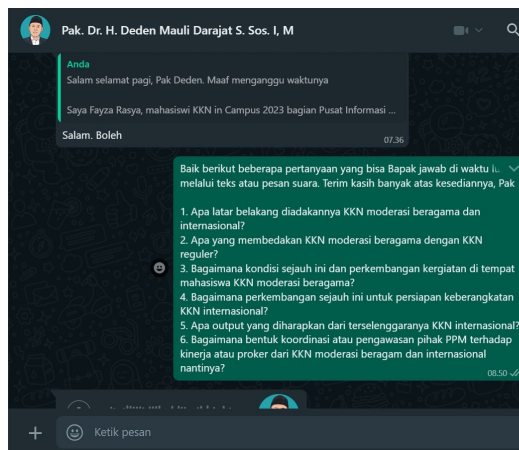 Pak. Dr. H. Deden Mauli Darajat S. Sos. I, M
Anda
Salam selamat pagi, Pak Deden. Maaf menganggu waktunya
Saya Fayza Rasya, mahasiswi KKN in Campus 2023 bagian Pusat Informasi ...
Salam. Boleh
07.36
Baik berikut beberapa pertanyaan yang bisa Bapak jawab di waktu
melalui teks atau pesan suara. Terim kasih banyak atas kesediannya, Pak
1. Apa latar belakang diadakannya KKN moderasi beragama dan
internasional?
2. Apa yang membedakan KKN moderasi beragama dengan KKN
reguler?
3. Bagaimana kondisi sejauh ini dan perkembangan kergiatan di tempat
mahasiswa KKN moderasi beragama?
4. Bagaimana perkembangan sejauh ini untuk persiapan keberangkatan
KKN internasional?
5. Apa output yang diharapkan dari terselenggaranya KKN internasional?
6. Bagaimana bentuk koordinasi atau pengawasan pihak PPM terhadap
kinerja atau proker dari KKN moderasi beragam dan internasional
nantinya?
08.50
Ketik pesan